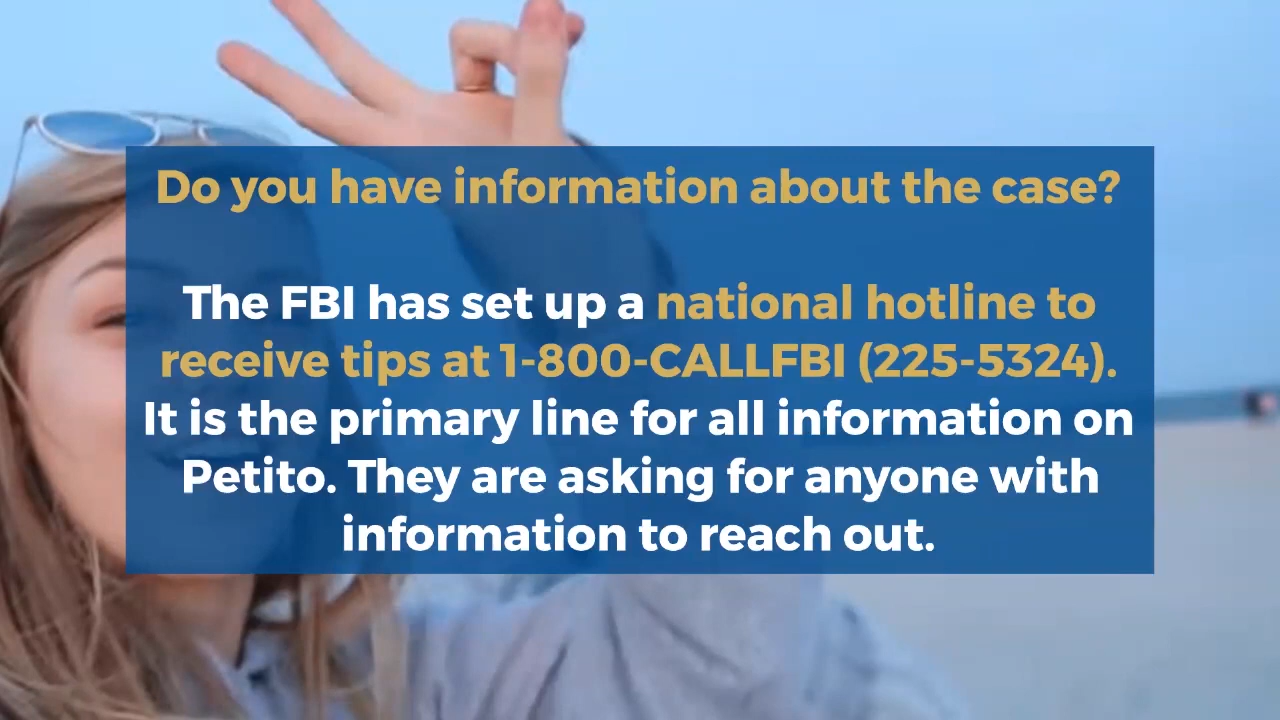 Do you have information about the case?
The FBI has set up a national hotline to
receive tips at 1-800-CALLFBI (225-5324).
It is the primary line for all information on
Petito. They are asking for anyone with
information to reach out.